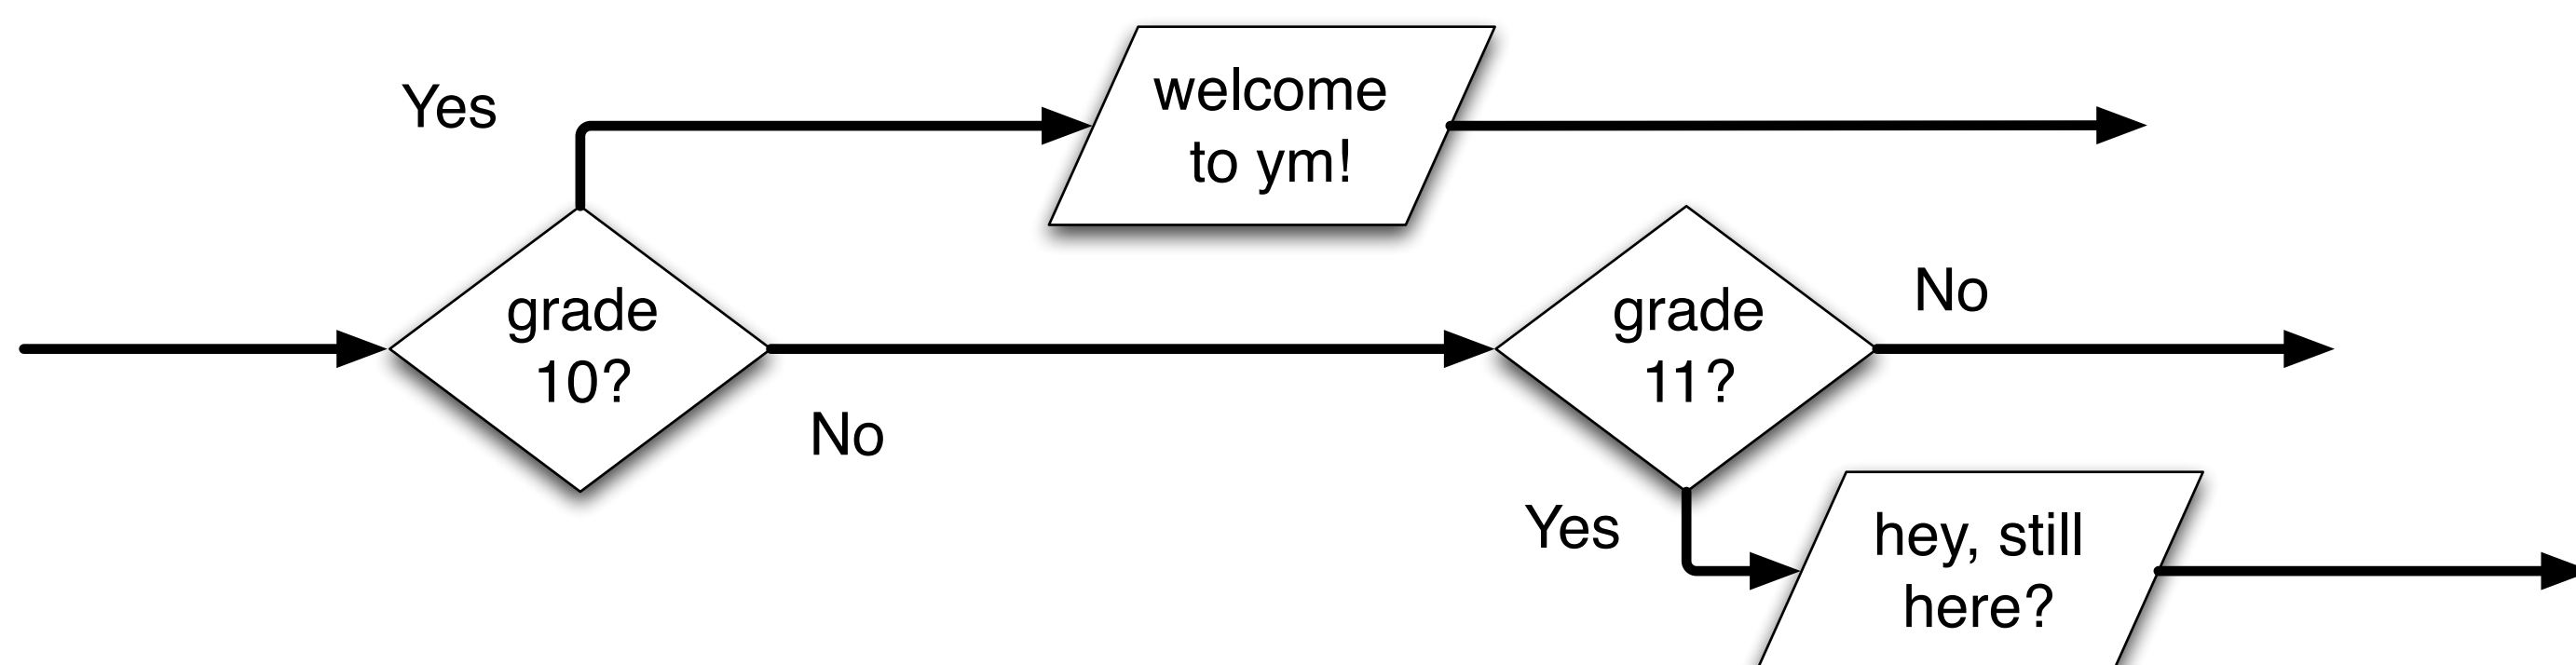 Yes
welcome
to ym!
grade
10?
No
grade
11?
No
Yes
hey, still
here?